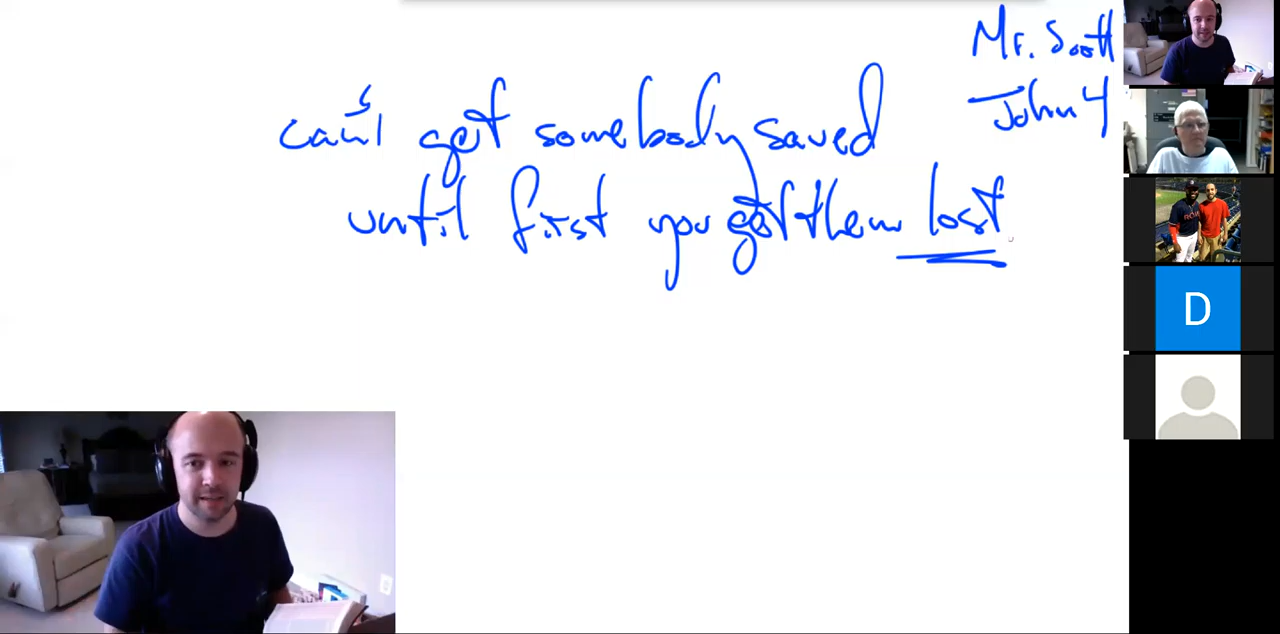 Mr. Scott
John 4
can't get somebody saved
until first you get them lost
D